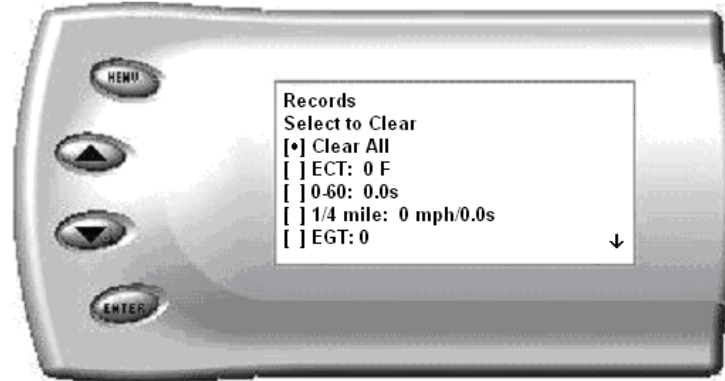 MENU
Records
Select to Clear
[•] Clear All
[ ] ECT: 0 F
[ ] 0-60: 0.0s
[ ] 1/4 mile: 0 mph/0.0s
[ ] EGT: 0
ENTER